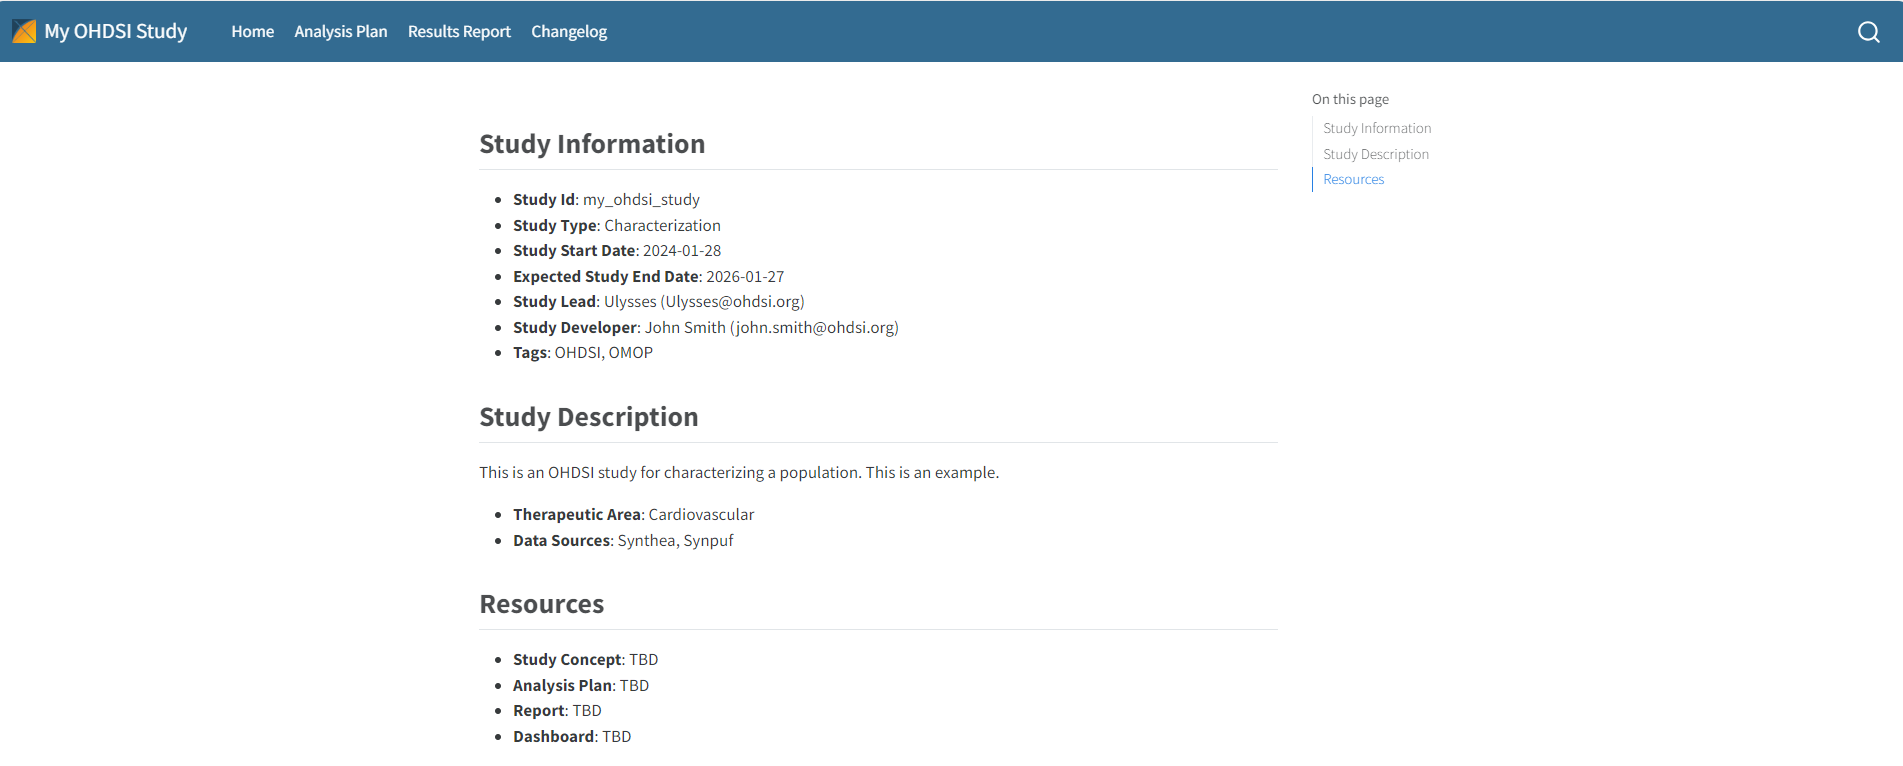 My OHDSI Study Home Analysis Plan Results Report Changelog
On this page
Study Information
Study Description
Resources
Study Information
Study Id: my_ohdsi_study
Study Type: Characterization
Study Start Date: 2024-01-28
Expected Study End Date: 2026-01-27
Study Lead: Ulysses (Ulysses@ohdsi.org)
Study Developer: John Smith (john.smith@ohdsi.org)
Tags: OHDSI, OMOP
Study Description
This is an OHDSI study for characterizing a population. This is an example.
Therapeutic Area: Cardiovascular
Data Sources: Synthea, Synpuf
Resources
Study Concept: TBD
Analysis Plan: TBD
Report: TBD
Dashboard: TBD